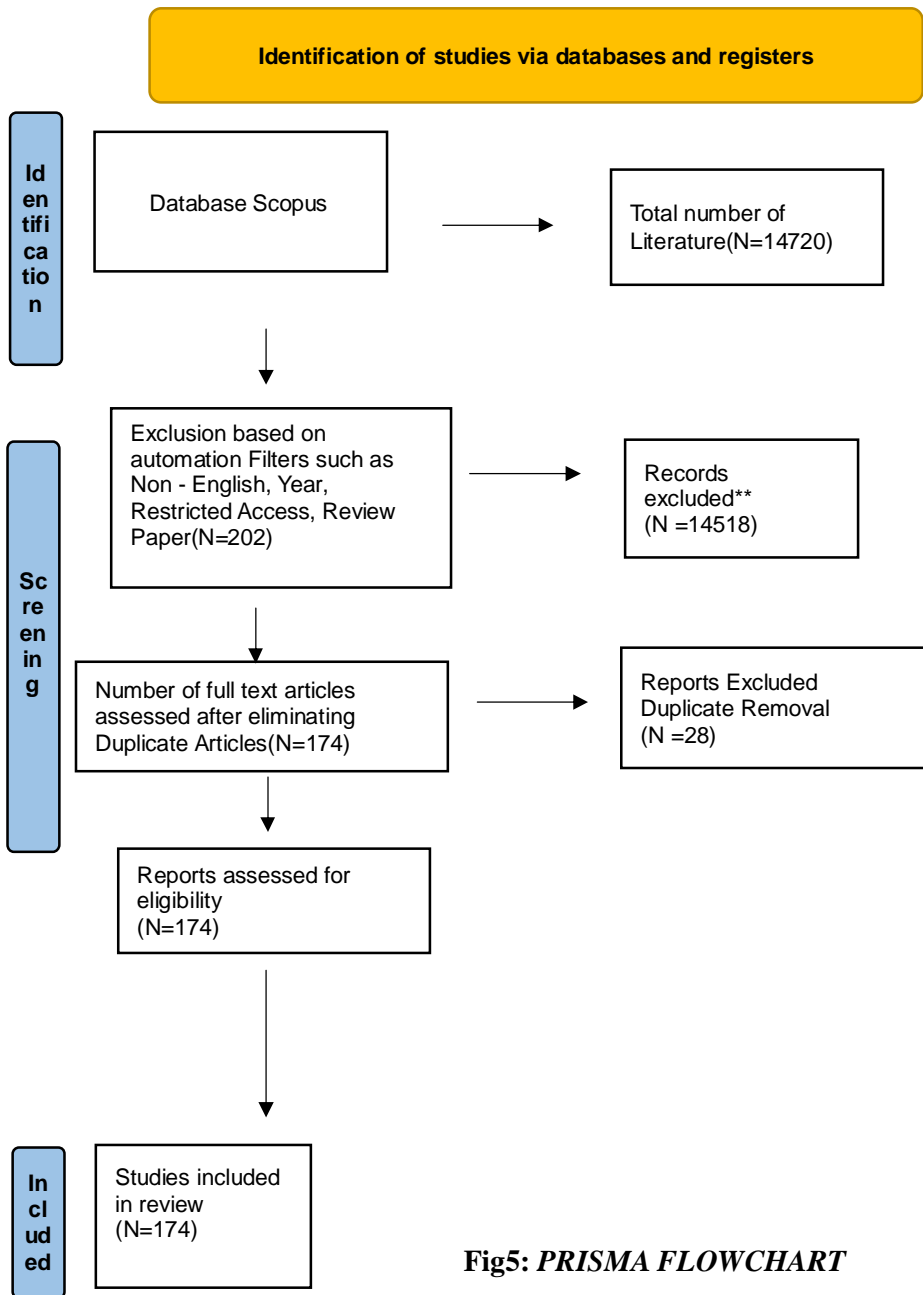 Identification of studies via databases and registers
Id
en
tifi
ca
tio
n
Database Scopus
Total number of
Literature(N=14720)
Sc
re
en
in
g
Exclusion based on
automation Filters such as
Non - English, Year,
Restricted Access, Review
Paper(N=202)
Records
excluded**
(N =14518)
Number of full text articles
assessed after eliminating
Duplicate Articles(N=174)
Reports Excluded
Duplicate Removal
(N =28)
Reports assessed for
eligibility
(N=174)
In
cl
ud
ed
Studies included
in review
(N=174)
Fig5: PRISMA FLOWCHART